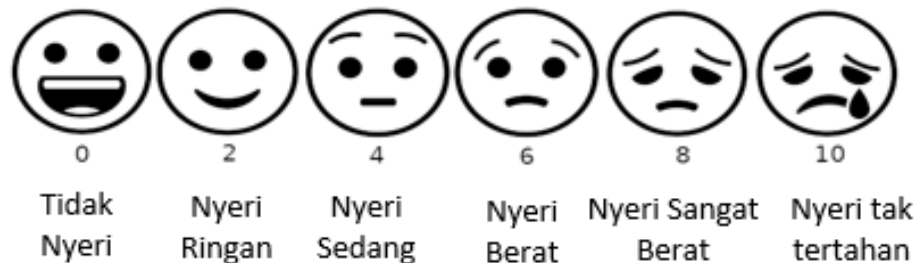 0 2 4 6 8 10
Tidak Nyeri Nyeri Nyeri Nyeri Sangat Nyeri tak
Nyeri Ringan Sedang Berat Berat tertahan